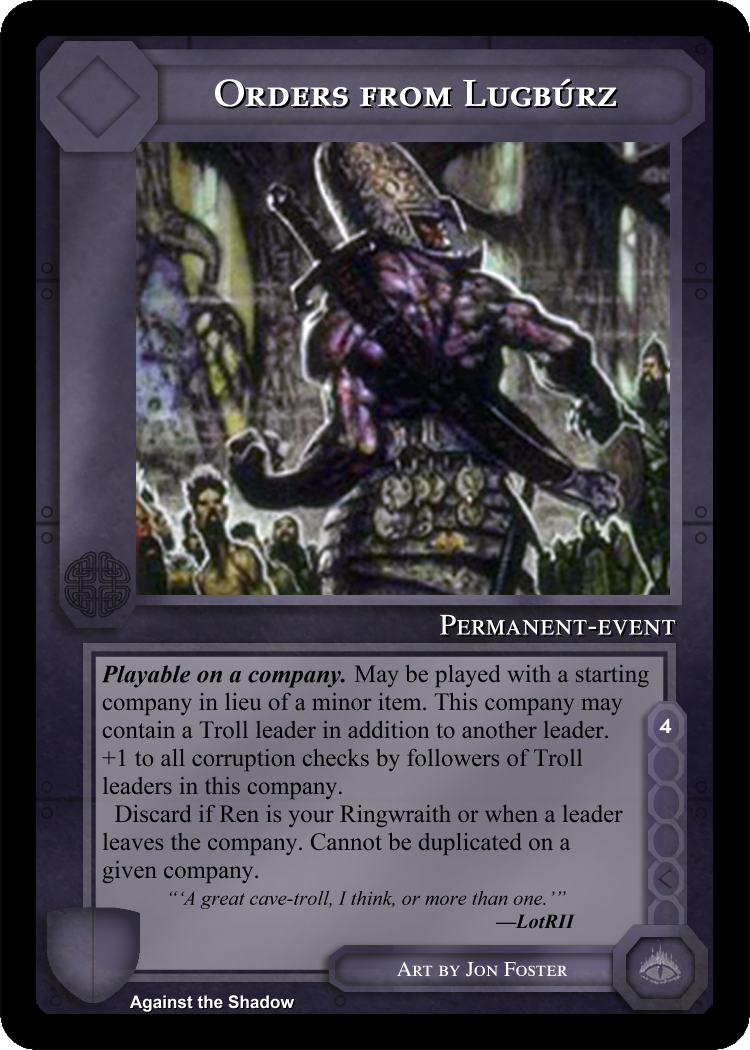 Orders from Lugbúrz
Permanent-event
Playable on a company. May be played with a starting
company in lieu of a minor item. This company may
contain a Troll leader in addition to another leader.
+1 to all corruption checks by followers of Troll
leaders in this company.
Discard if Ren is your Ringwraith or when a leader
leaves the company. Cannot be duplicated on a
given company.
4
“‘A great cave-troll, I think, or more than one.’”
—LotRII
Art by Jon Foster
Against the Shadow